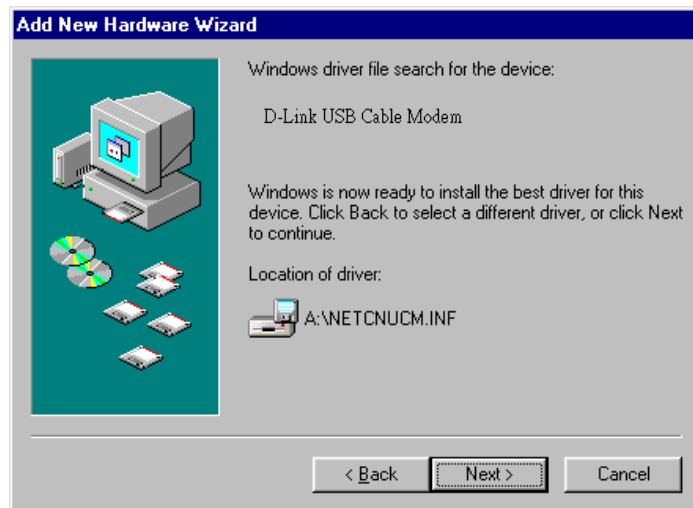 Add New Hardware Wizard
Windows driver file search for the device:
D-Link USB Cable Modem
Windows is now ready to install the best driver for this
device. Click Back to select a different driver, or click Next
to continue.
Location of driver:
A:\NETCNUCM.INF
< Back
Next >
Cancel